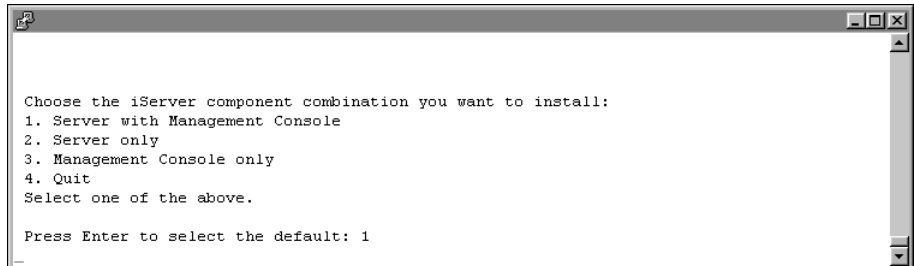 Choose the iServer component combination you want to install:
1. Server with Management Console
2. Server only
3. Management Console only
4. Quit
Select one of the above.
Press Enter to select the default: 1